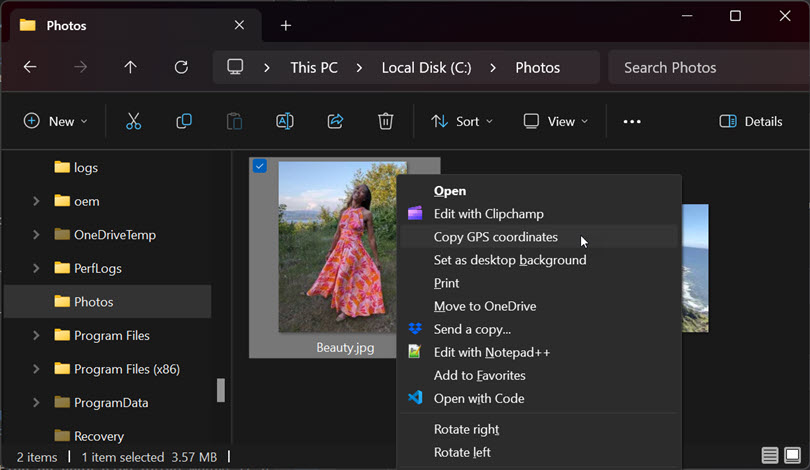 Photos
This PC
Local Disk (C:)
Photos
Search Photos
New
Sort
View
Details
logs
oem
OneDriveTemp
PerfLogs
Photos
Program Files
Program Files (x86)
ProgramData
Recovery
Beauty.jpg
Open
Edit with Clipchamp
Copy GPS coordinates
Set as desktop background
Print
Move to OneDrive
Send a copy...
Edit with Notepad++
Add to Favorites
Open with Code
Rotate right
Rotate left
2 items
1 item selected 3.57 MB